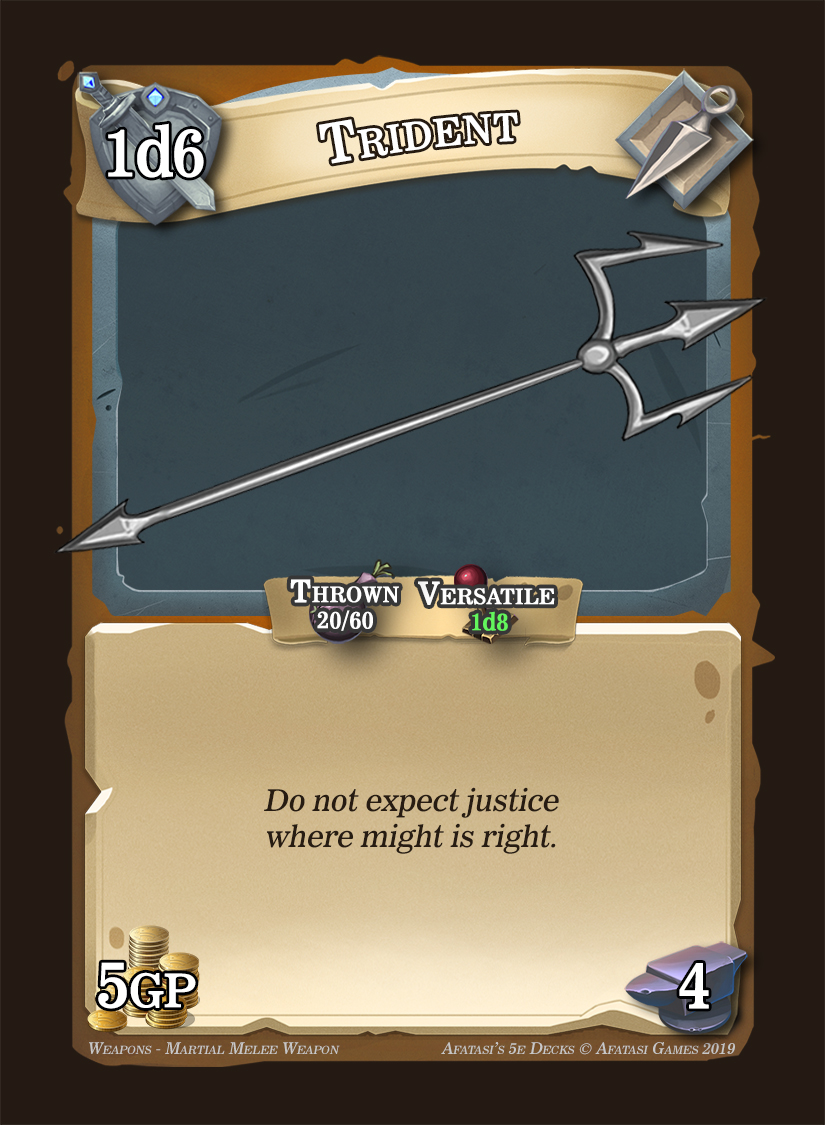 1d6
Trident
Thrown Versatile
20/60 1d8
Do not expect justice
where might is right.
5GP
4
Weapons - Martial Melee Weapon
Afatasi's 5e Decks © Afatasi Games 2019